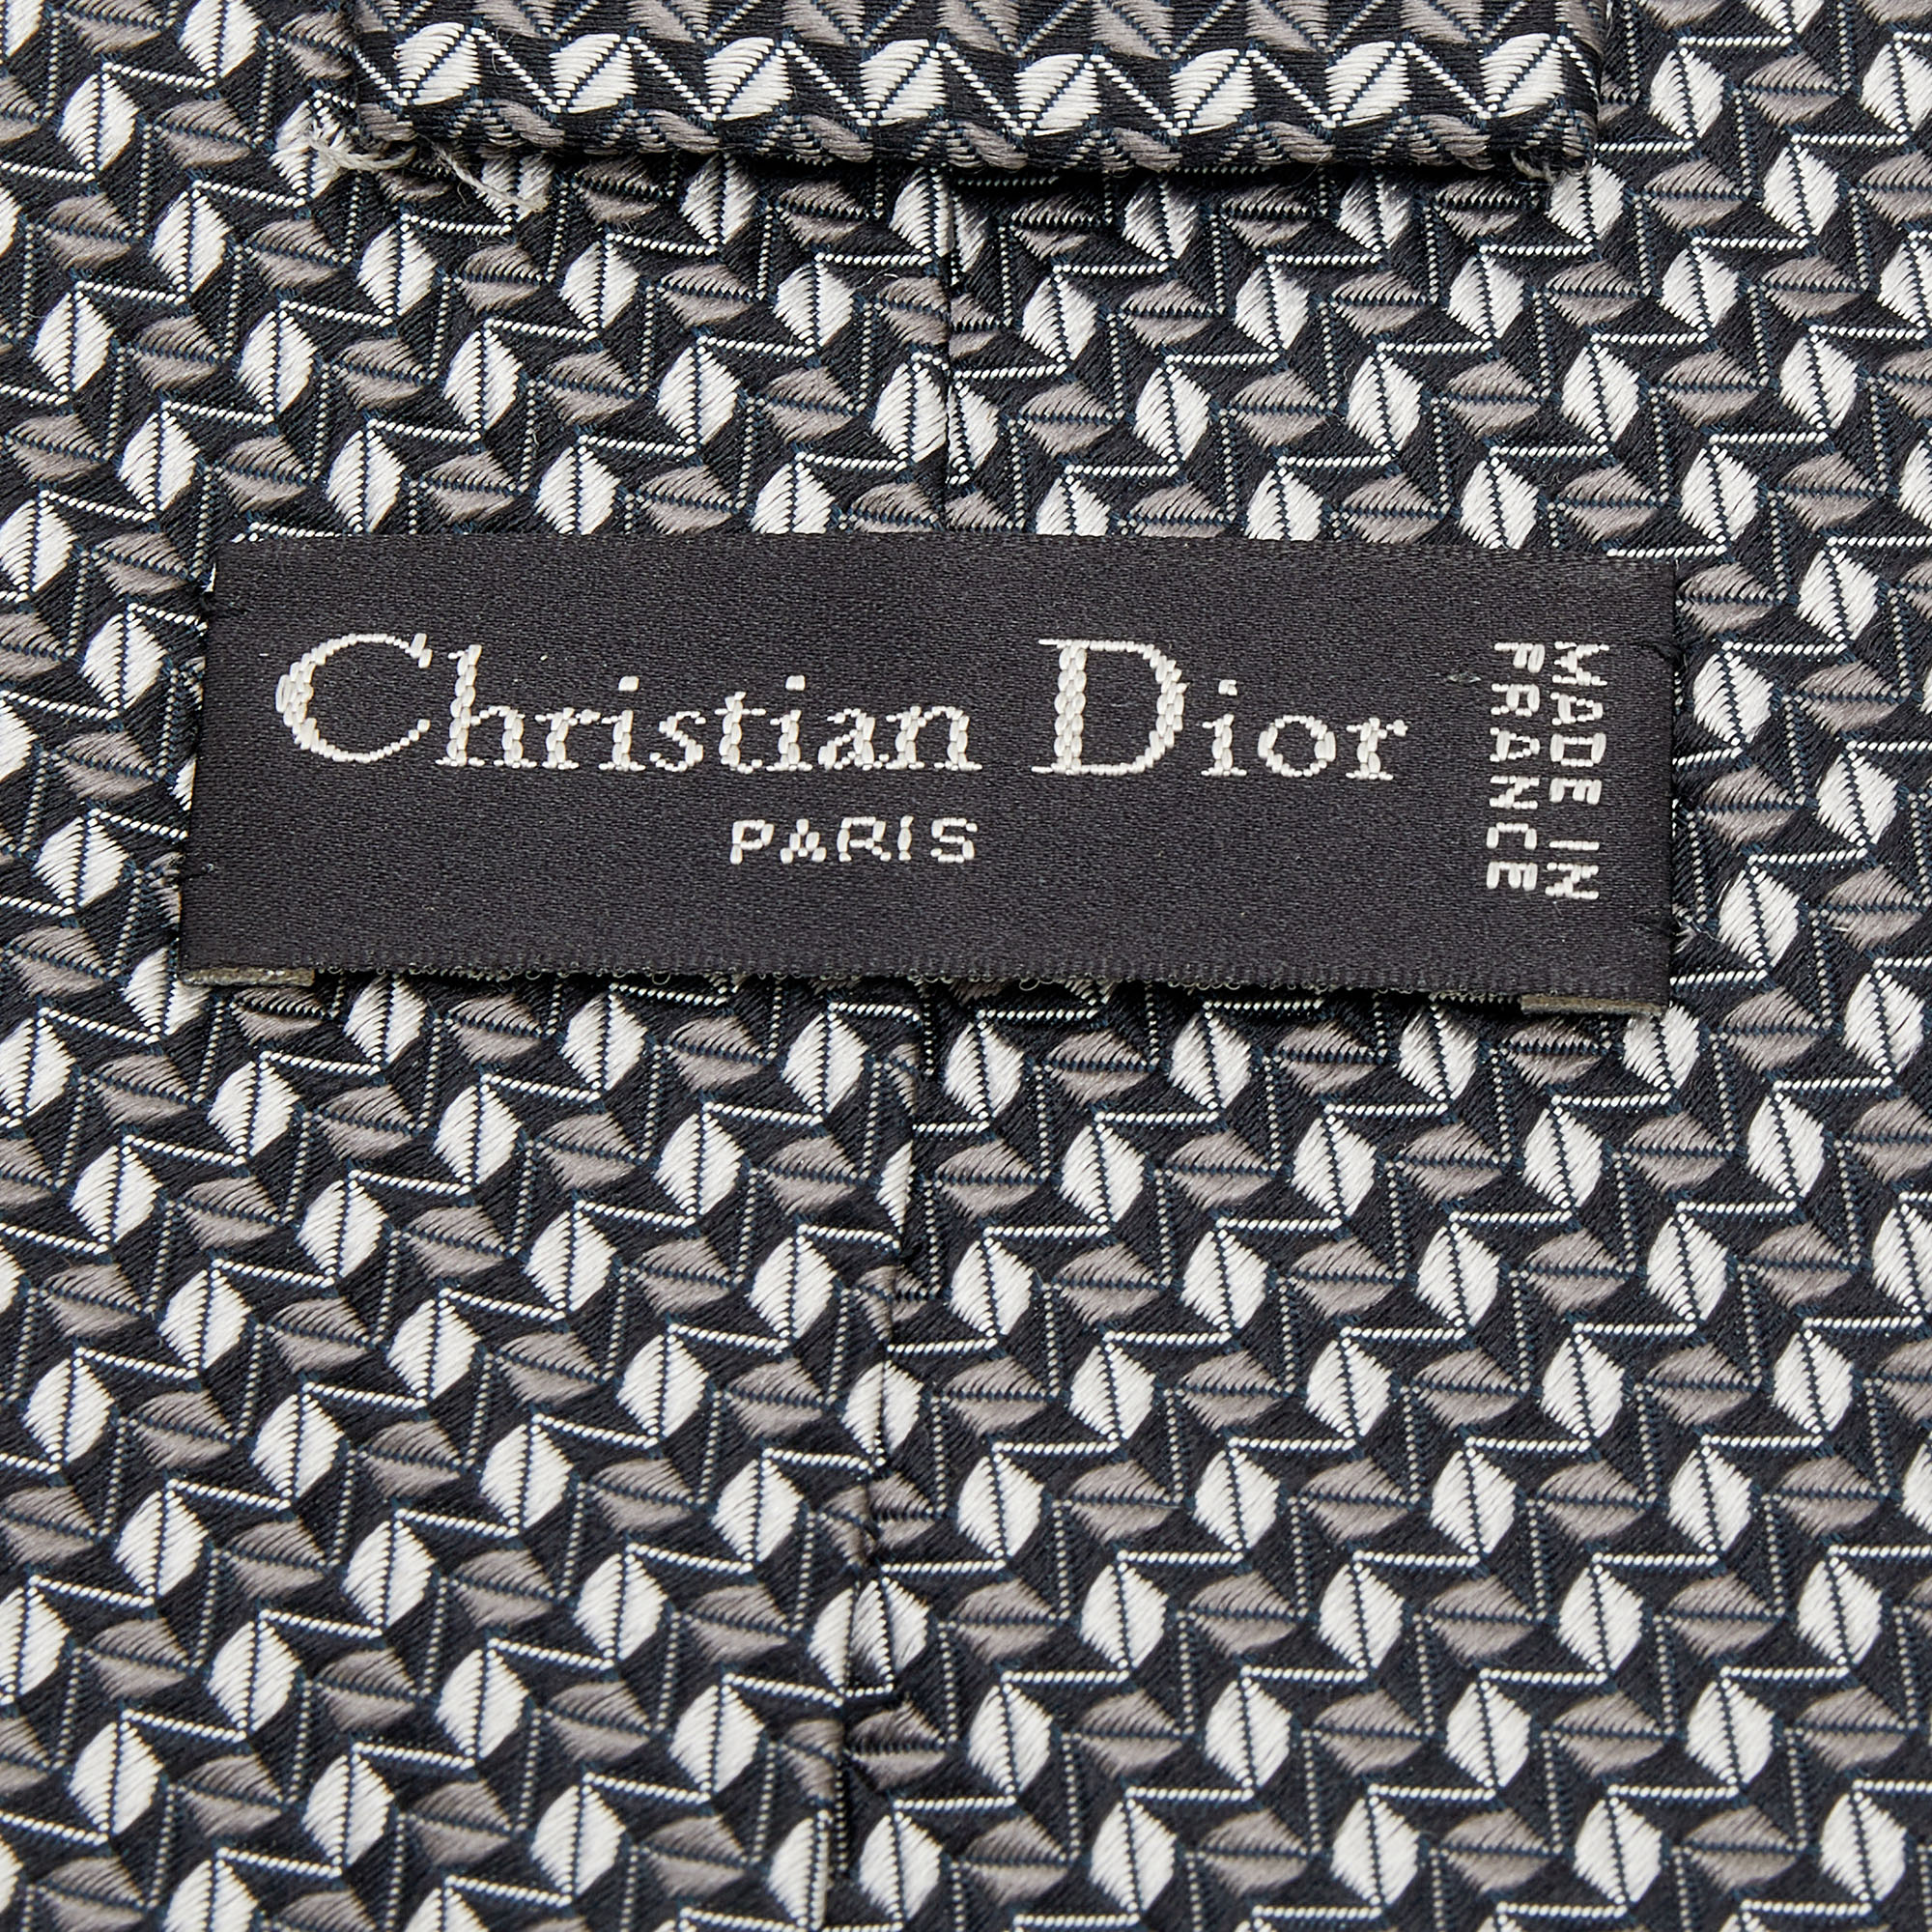 Christian Dior
PARIS
MADE IN
FRANCE